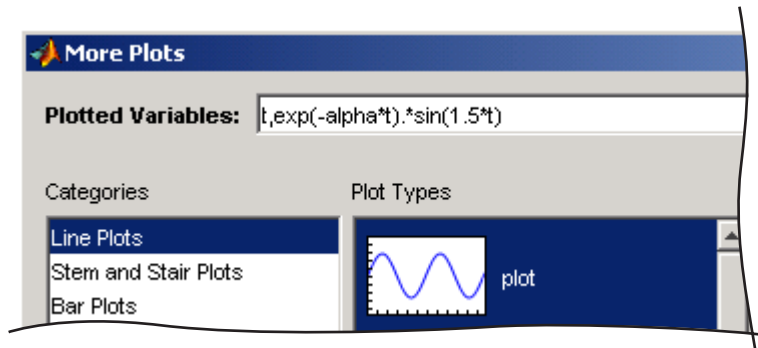 More Plots
Plotted Variables: t,exp(-alpha*t).*sin(1.5*t)
Categories
Plot Types
Line Plots
Stem and Stair Plots
Bar Plots
plot